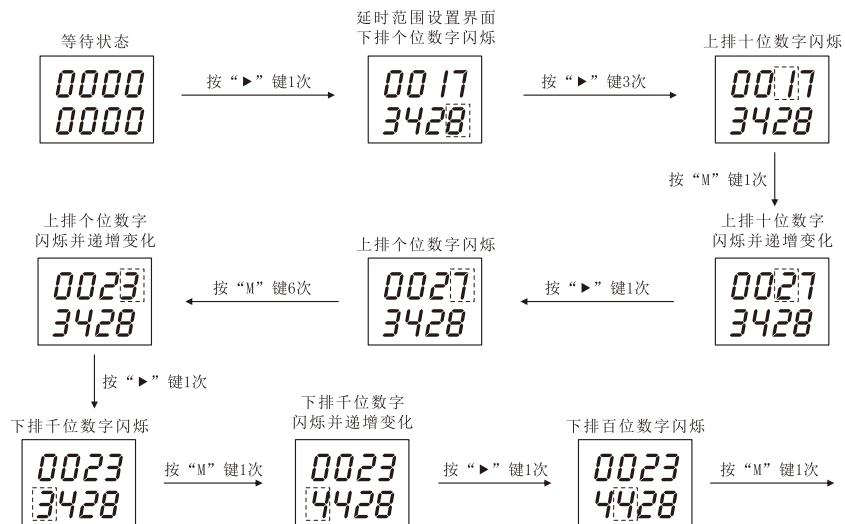 等待状态
0000
0000
按“▶”键1次
延时范围设置界面
下排个位数字闪烁
0017
3428
按“▶”键3次
上排十位数字闪烁
0017
3428
按“M”键1次
上排十位数字
闪烁并递增变化
0027
3428
按“▶”键1次
上排个位数字闪烁
0027
3428
按“M”键6次
上排个位数字
闪烁并递增变化
0023
3428
按“▶”键1次
下排千位数字闪烁
0023
3428
按“M”键1次
下排千位数字
闪烁并递增变化
0023
4428
按“▶”键1次
下排百位数字闪烁
0023
4428
按“M”键1次